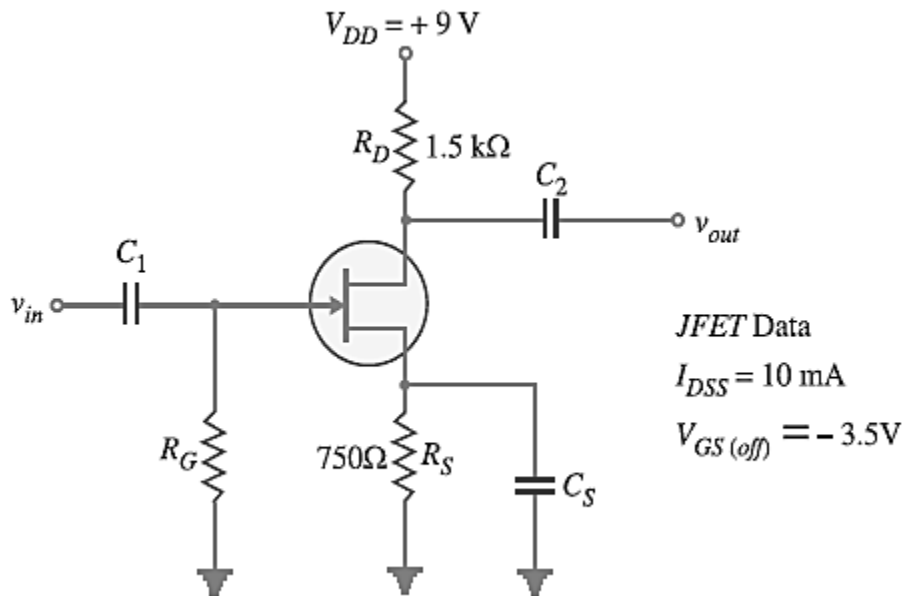 V_DD = + 9 V
R_D 1.5 kΩ
C_2
v_out
C_1
v_in
JFET Data
I_DSS = 10 mA
V_GS (off) = – 3.5V
R_G
750Ω R_S
C_S